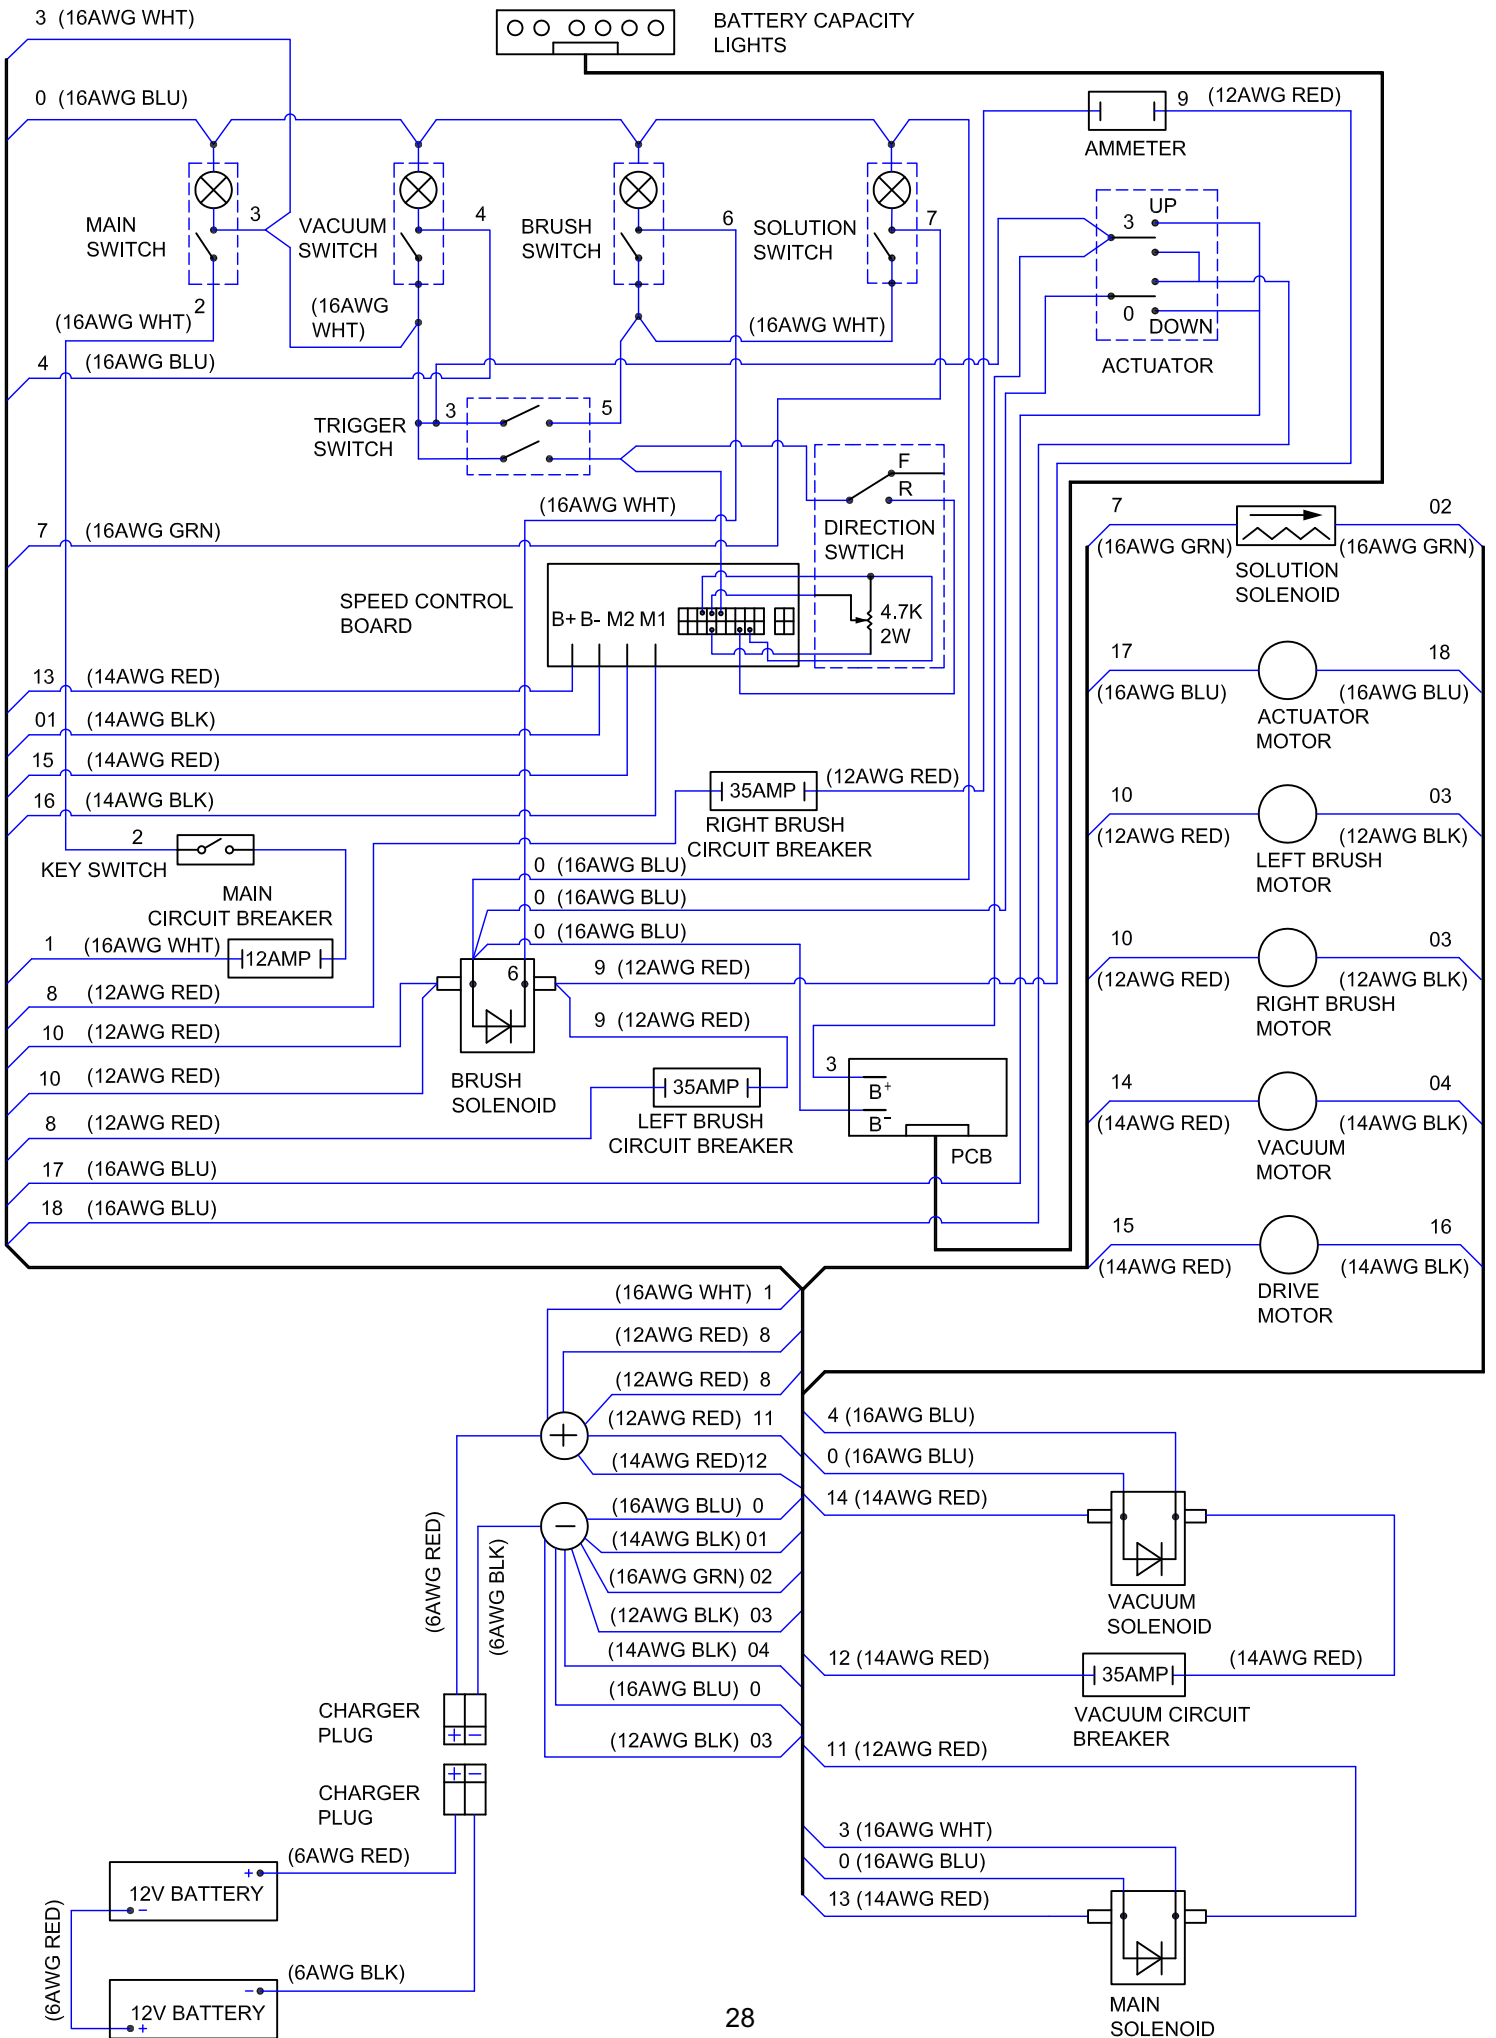 3 (16AWG WHT)
BATTERY CAPACITY
LIGHTS
0 (16AWG BLU)
9 (12AWG RED)
AMMETER
MAIN
SWITCH
3
VACUUM
SWITCH
4
BRUSH
SWITCH
6
SOLUTION
SWITCH
7
UP
3
0
DOWN
ACTUATOR
2
(16AWG WHT)
(16AWG
WHT)
(16AWG WHT)
4 (16AWG BLU)
TRIGGER
SWITCH
3
5
F
R
DIRECTION
SWTICH
(16AWG WHT)
7 (16AWG GRN)
SPEED CONTROL
BOARD
B+ B- M2 M1
4.7K
2W
13 (14AWG RED)
01 (14AWG BLK)
15 (14AWG RED)
16 (14AWG BLK)
35AMP
(12AWG RED)
RIGHT BRUSH
CIRCUIT BREAKER
2
KEY SWITCH
MAIN
CIRCUIT BREAKER
0 (16AWG BLU)
0 (16AWG BLU)
0 (16AWG BLU)
1 (16AWG WHT)
12AMP
6
9 (12AWG RED)
8 (12AWG RED)
9 (12AWG RED)
10 (12AWG RED)
10 (12AWG RED)
BRUSH
SOLENOID
35AMP
LEFT BRUSH
CIRCUIT BREAKER
3
B+
B-
PCB
8 (12AWG RED)
17 (16AWG BLU)
18 (16AWG BLU)
7
02
(16AWG GRN)
(16AWG GRN)
SOLUTION
SOLENOID
17
18
(16AWG BLU)
(16AWG BLU)
ACTUATOR
MOTOR
10
03
(12AWG RED)
(12AWG BLK)
LEFT BRUSH
MOTOR
10
03
(12AWG RED)
(12AWG BLK)
RIGHT BRUSH
MOTOR
14
04
(14AWG RED)
(14AWG BLK)
VACUUM
MOTOR
15
16
(14AWG RED)
(14AWG BLK)
DRIVE
MOTOR
(16AWG WHT) 1
(12AWG RED) 8
(12AWG RED) 8
(12AWG RED) 11
(14AWG RED)12
+
(16AWG BLU) 0
(14AWG BLK) 01
(16AWG GRN) 02
(12AWG BLK) 03
(14AWG BLK) 04
(16AWG BLU) 0
(12AWG BLK) 03
−
(6AWG RED)
(6AWG BLK)
4 (16AWG BLU)
0 (16AWG BLU)
14 (14AWG RED)
VACUUM
SOLENOID
12 (14AWG RED)
35AMP
(14AWG RED)
VACUUM CIRCUIT
BREAKER
11 (12AWG RED)
3 (16AWG WHT)
0 (16AWG BLU)
13 (14AWG RED)
MAIN
SOLENOID
CHARGER
PLUG
+ −
+ −
CHARGER
PLUG
(6AWG RED)
+
12V BATTERY
−
(6AWG RED)
(6AWG BLK)
−
12V BATTERY
+
28